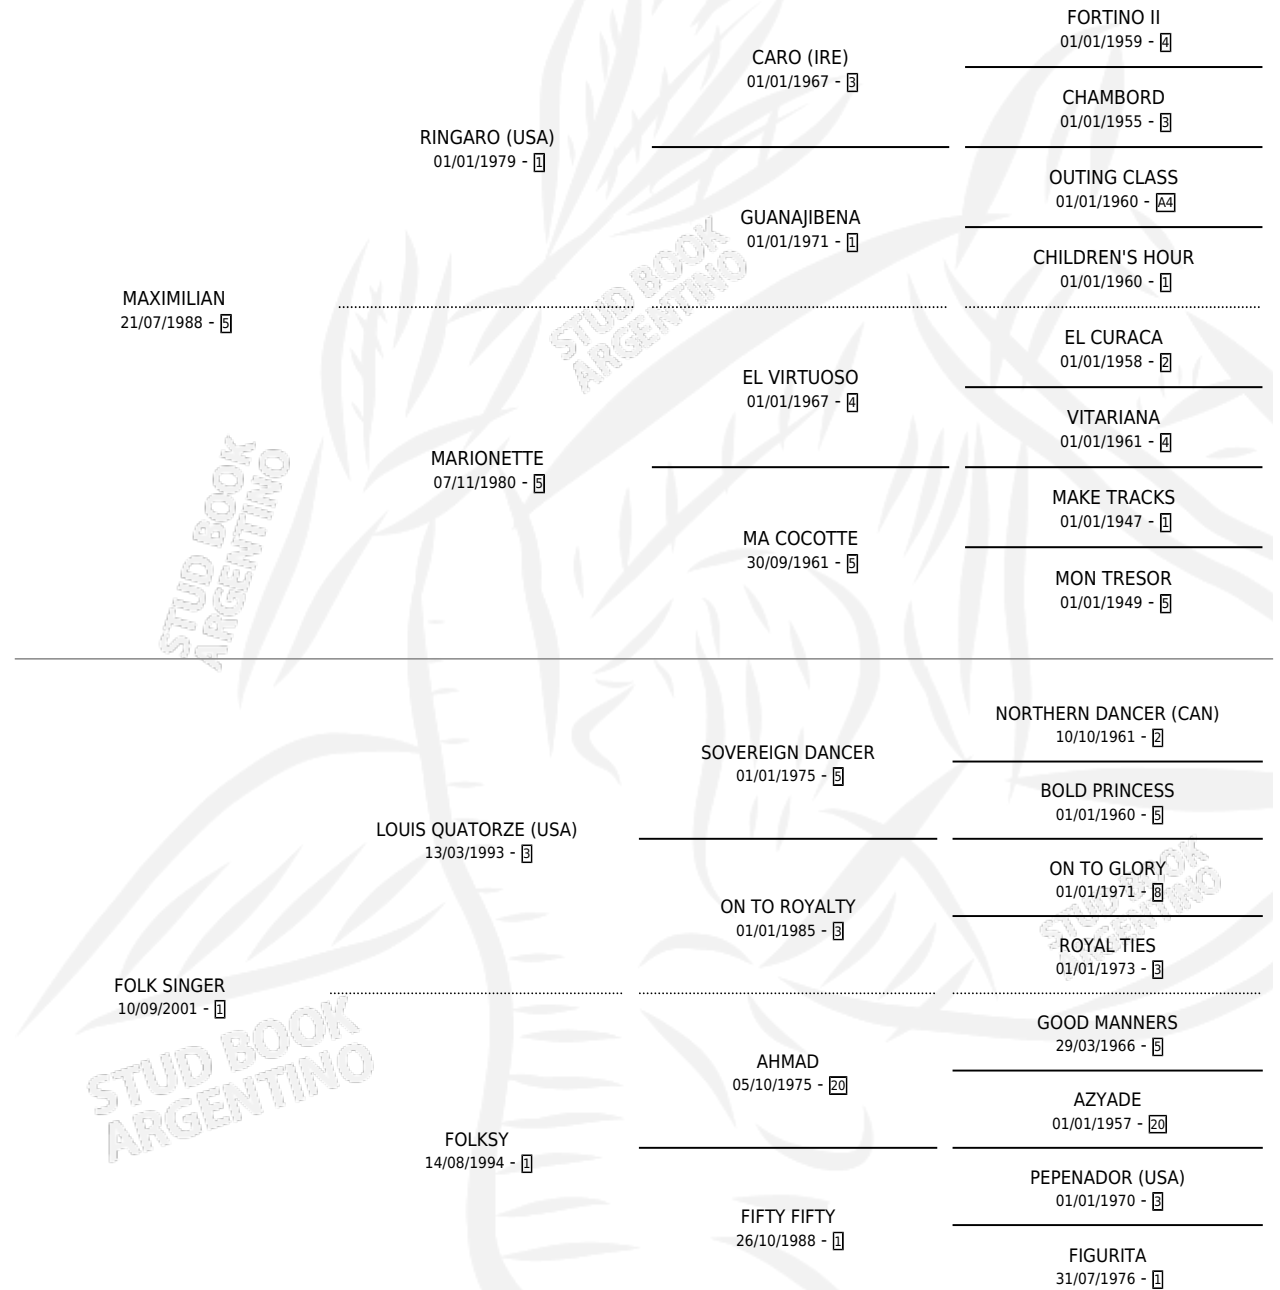 FORTINO II
01/01/1959 - 4
CARO (IRE)
01/01/1967 - 3
CHAMBORD
01/01/1955 - 3
RINGARO (USA)
01/01/1979 - 1
OUTING CLASS
01/01/1960 - A4
GUANAJIBENA
01/01/1971 - 1
CHILDREN'S HOUR
01/01/1960 - 1
MAXIMILIAN
21/07/1988 - 5
EL CURACA
01/01/1958 - 2
EL VIRTUOSO
01/01/1967 - 4
VITARIANA
01/01/1961 - 4
MARIONETTE
07/11/1980 - 5
MAKE TRACKS
01/01/1947 - 1
MA COCOTTE
30/09/1961 - 5
MON TRESOR
01/01/1949 - 5
NORTHERN DANCER (CAN)
10/10/1961 - 2
SOVEREIGN DANCER
01/01/1975 - 5
BOLD PRINCESS
01/01/1960 - 5
LOUIS QUATORZE (USA)
13/03/1993 - 3
ON TO GLORY
01/01/1971 - 8
ON TO ROYALTY
01/01/1985 - 3
ROYAL TIES
01/01/1973 - 3
FOLK SINGER
10/09/2001 - 1
GOOD MANNERS
29/03/1966 - 5
AHMAD
05/10/1975 - 20
AZYADE
01/01/1957 - 20
FOLKSY
14/08/1994 - 1
PEPENADOR (USA)
01/01/1970 - 3
FIFTY FIFTY
26/10/1988 - 1
FIGURITA
31/07/1976 - 1
STUD BOOK
ARGENTINO
STUD BOOK
ARGENTINO
STUD BOOK
ARGENTINO
STUD BOOK
ARGENTINO